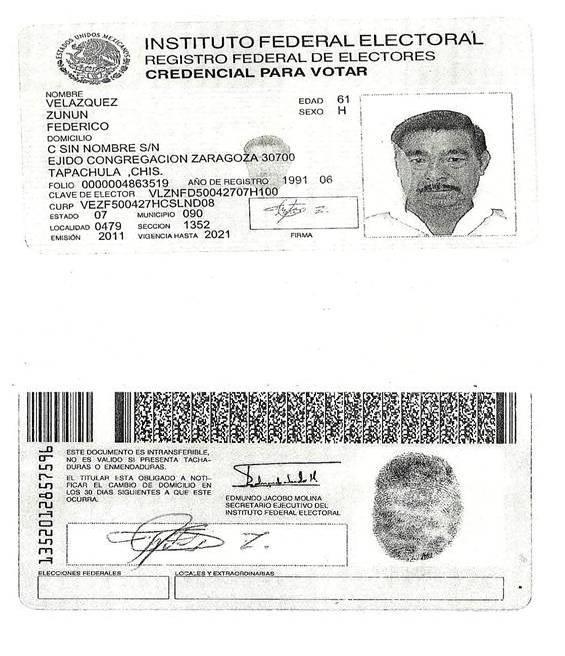 ESTADOS UNIDOS MEXICANOS
INSTITUTO FEDERAL ELECTORAL
REGISTRO FEDERAL DE ELECTORES
CREDENCIAL PARA VOTAR
NOMBRE
VELAZQUEZ
ZUNUN
FEDERICO
EDAD 61
SEXO H
DOMICILIO
C SIN NOMBRE S/N
EJIDO CONGREGACION ZARAGOZA 30700
TAPACHULA ,CHIS.
FOLIO 0000004863519 AÑO DE REGISTRO 1991 06
CLAVE DE ELECTOR VLZNFD50042707H100
CURP VEZF500427HCSLND08
ESTADO 07 MUNICIPIO 090
LOCALIDAD 0479 SECCION 1352
EMISIÓN 2011 VIGENCIA HASTA 2021
FIRMA
1352012857596
ESTE DOCUMENTO ES INTRANSFERIBLE,
NO ES VALIDO SI PRESENTA TACHA-
DURAS O ENMENDADURAS.
EL TITULAR ESTA OBLIGADO A NOTI-
FICAR EL CAMBIO DE DOMICILIO EN
LOS 30 DIAS SIGUIENTES A QUE ESTE
OCURRA.
EDMUNDO JACOBO MOLINA
SECRETARIO EJECUTIVO DEL
INSTITUTO FEDERAL ELECTORAL
ELECCIONES FEDERALES
LOCALES Y EXTRAORDINARIAS